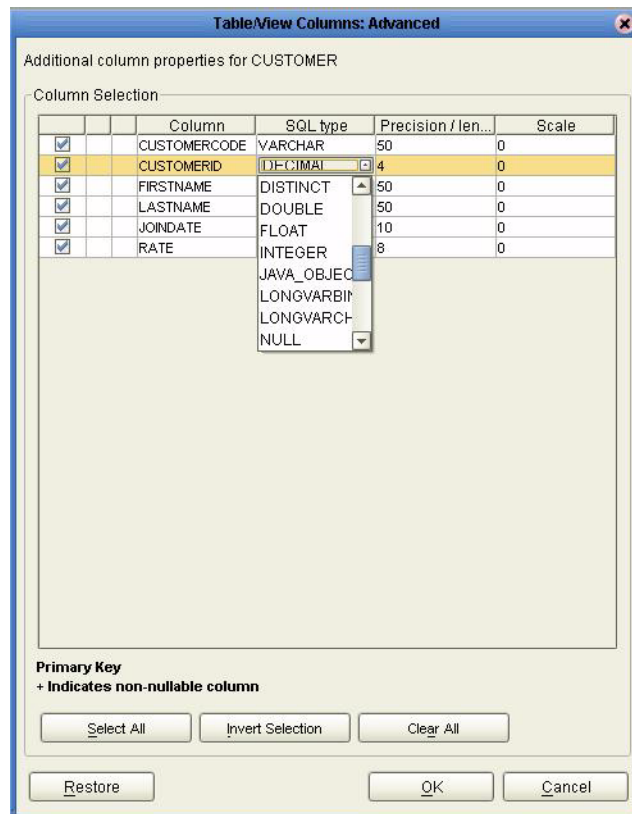 Table/View Columns: Advanced
Additional column properties for CUSTOMER
Column Selection
Column SQL type Precision / len... Scale
CUSTOMERCODE VARCHAR 50 0
CUSTOMERID DECIMAL 4 0
FIRSTNAME 50 0
LASTNAME 50 0
JOINDATE 10 0
RATE 8 0
DISTINCT
DOUBLE
FLOAT
INTEGER
JAVA_OBJEC
LONGVARBIN
LONGVARCH
NULL
Primary Key
+ Indicates non-nullable column
Select All Invert Selection Clear All
Restore OK Cancel